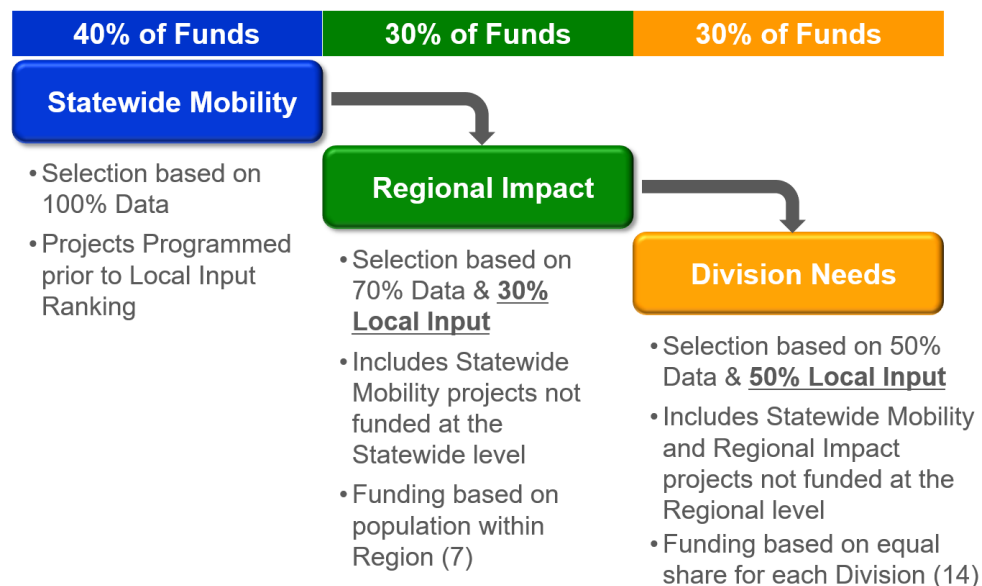 40% of Funds
30% of Funds
30% of Funds
Statewide Mobility
• Selection based on
100% Data
• Projects Programmed
prior to Local Input
Ranking
Regional Impact
• Selection based on
70% Data & 30%
Local Input
• Includes Statewide
Mobility projects not
funded at the
Statewide level
• Funding based on
population within
Region (7)
Division Needs
• Selection based on 50%
Data & 50% Local Input
• Includes Statewide Mobility
and Regional Impact
projects not funded at the
Regional level
• Funding based on equal
share for each Division (14)